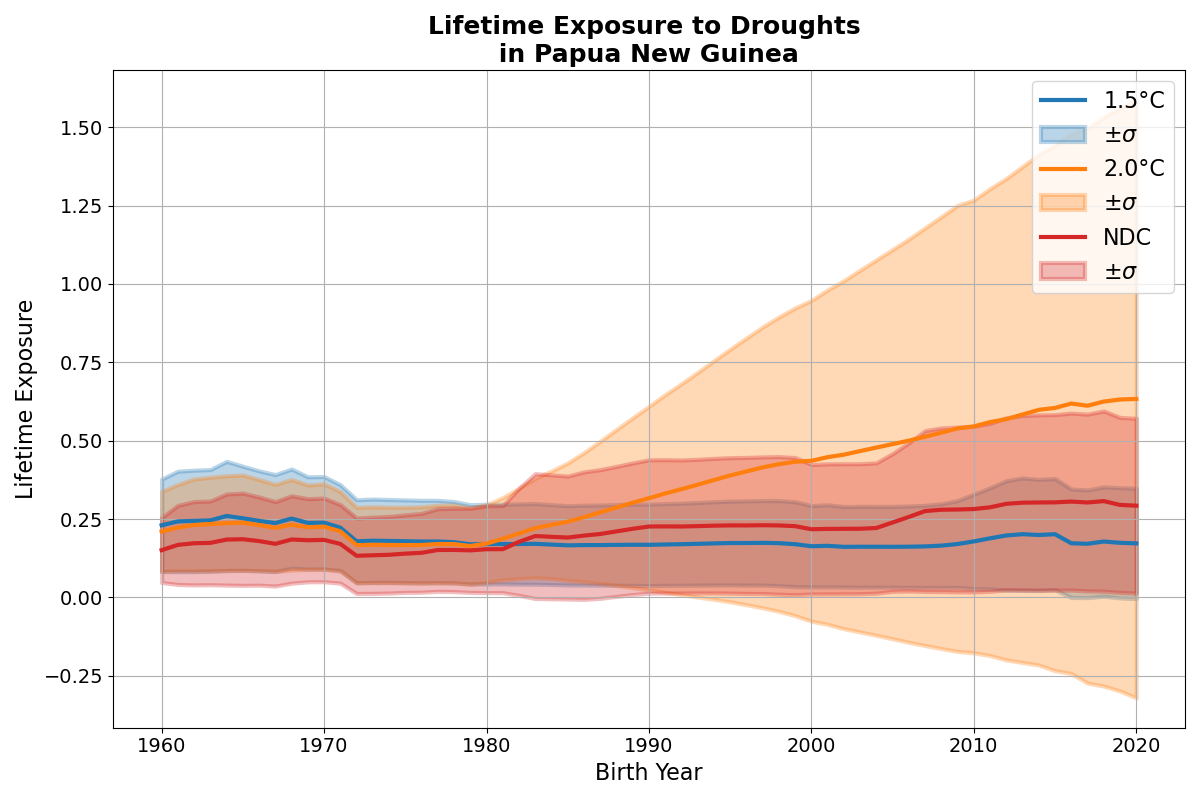 Lifetime Exposure to Droughts
in Papua New Guinea
1.5°C
±σ
2.0°C
±σ
NDC
±σ
Lifetime Exposure
1.50
1.25
1.00
0.75
0.50
0.25
0.00
−0.25
1960 1970 1980 1990 2000 2010 2020
Birth Year